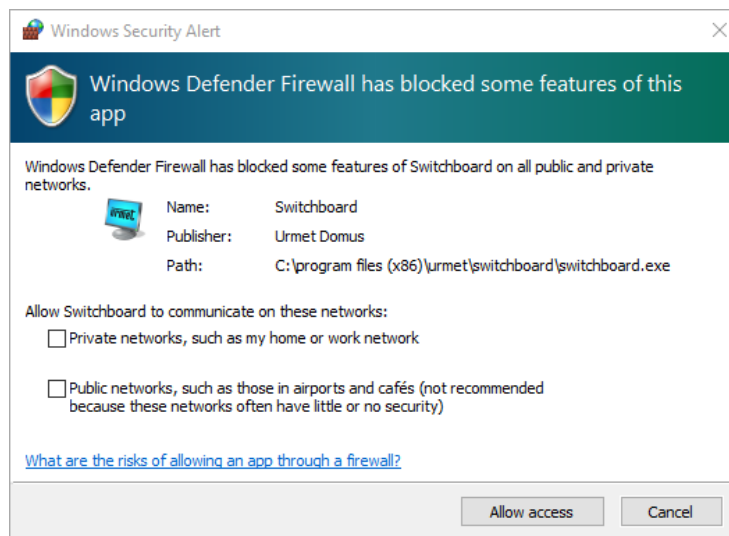 Windows Security Alert
Windows Defender Firewall has blocked some features of this
app
Windows Defender Firewall has blocked some features of Switchboard on all public and private
networks.
urmet
Name: Switchboard
Publisher: Urmet Domus
Path: C:\program files (x86)\urmet\switchboard\switchboard.exe
Allow Switchboard to communicate on these networks:
Private networks, such as my home or work network
Public networks, such as those in airports and cafés (not recommended
because these networks often have little or no security)
What are the risks of allowing an app through a firewall?
Allow access Cancel